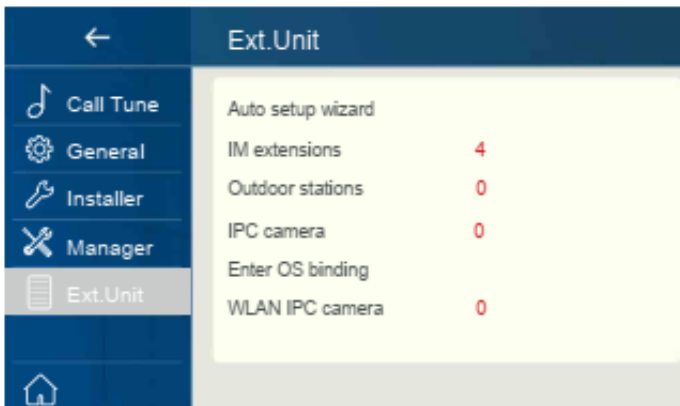 Ext.Unit
Call Tune
General
Installer
Manager
Ext.Unit
Auto setup wizard
IM extensions 4
Outdoor stations 0
IPC camera 0
Enter OS binding
WLAN IPC camera 0